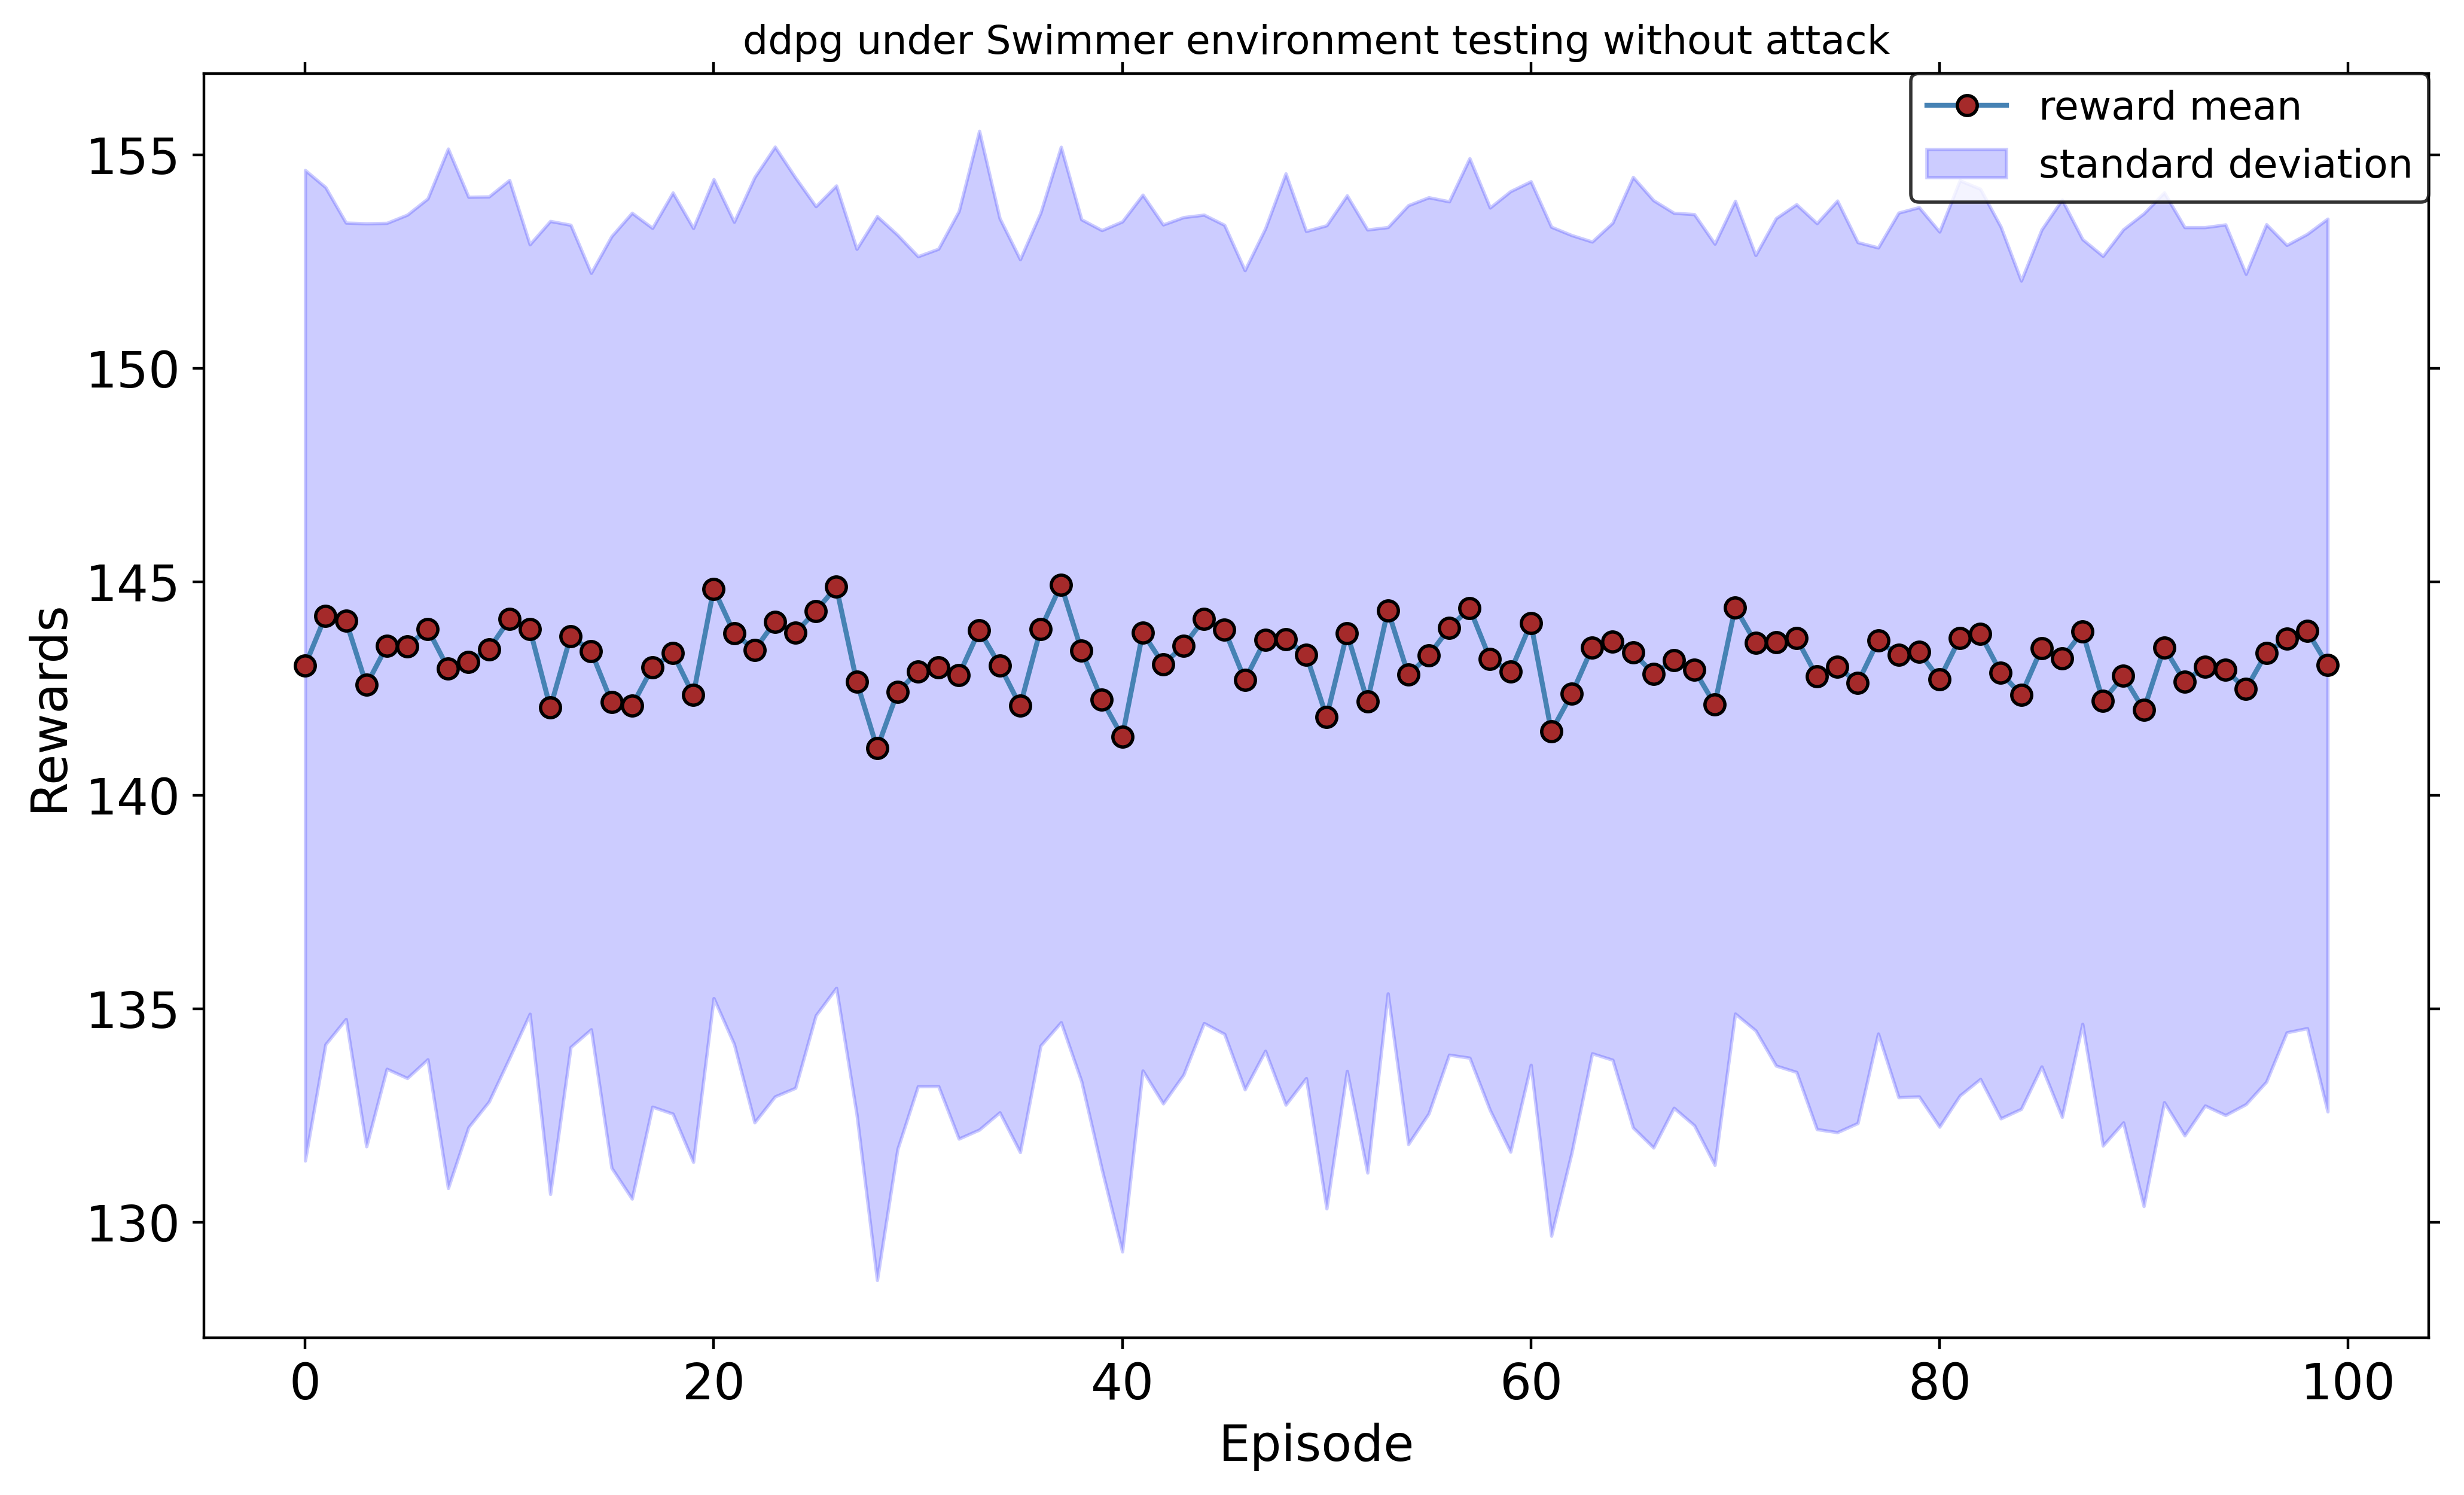 ddpg under Swimmer environment testing without attack
reward mean
standard deviation
155
150
145
140
135
130
Rewards
0 20 40 60 80 100
Episode